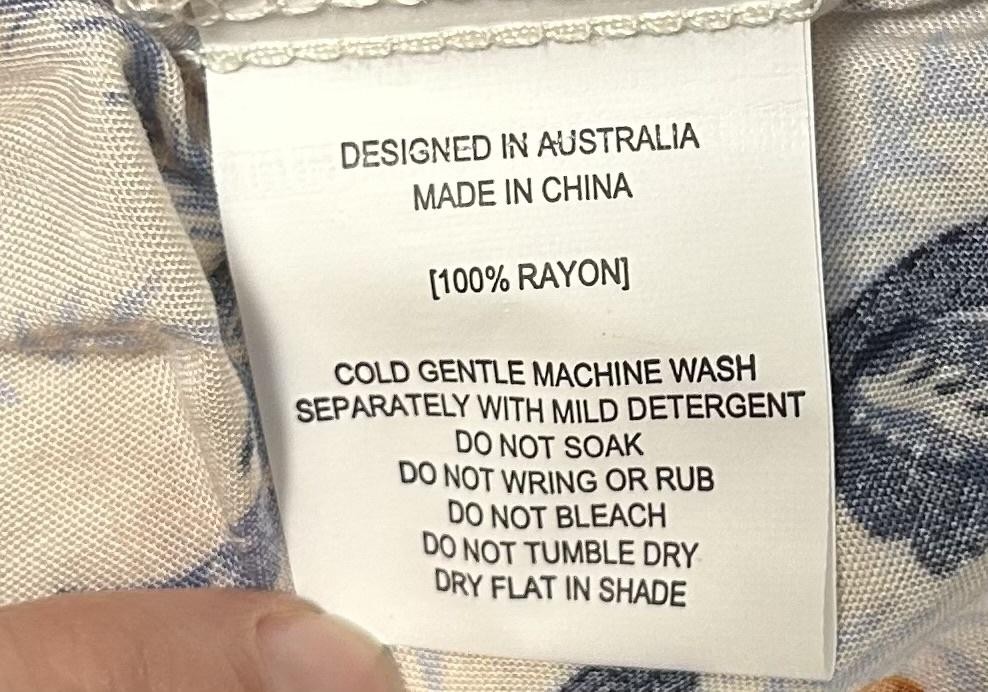 DESIGNED IN AUSTRALIA
MADE IN CHINA
[100% RAYON]
COLD GENTLE MACHINE WASH
SEPARATELY WITH MILD DETERGENT
DO NOT SOAK
DO NOT WRING OR RUB
DO NOT BLEACH
DO NOT TUMBLE DRY
DRY FLAT IN SHADE